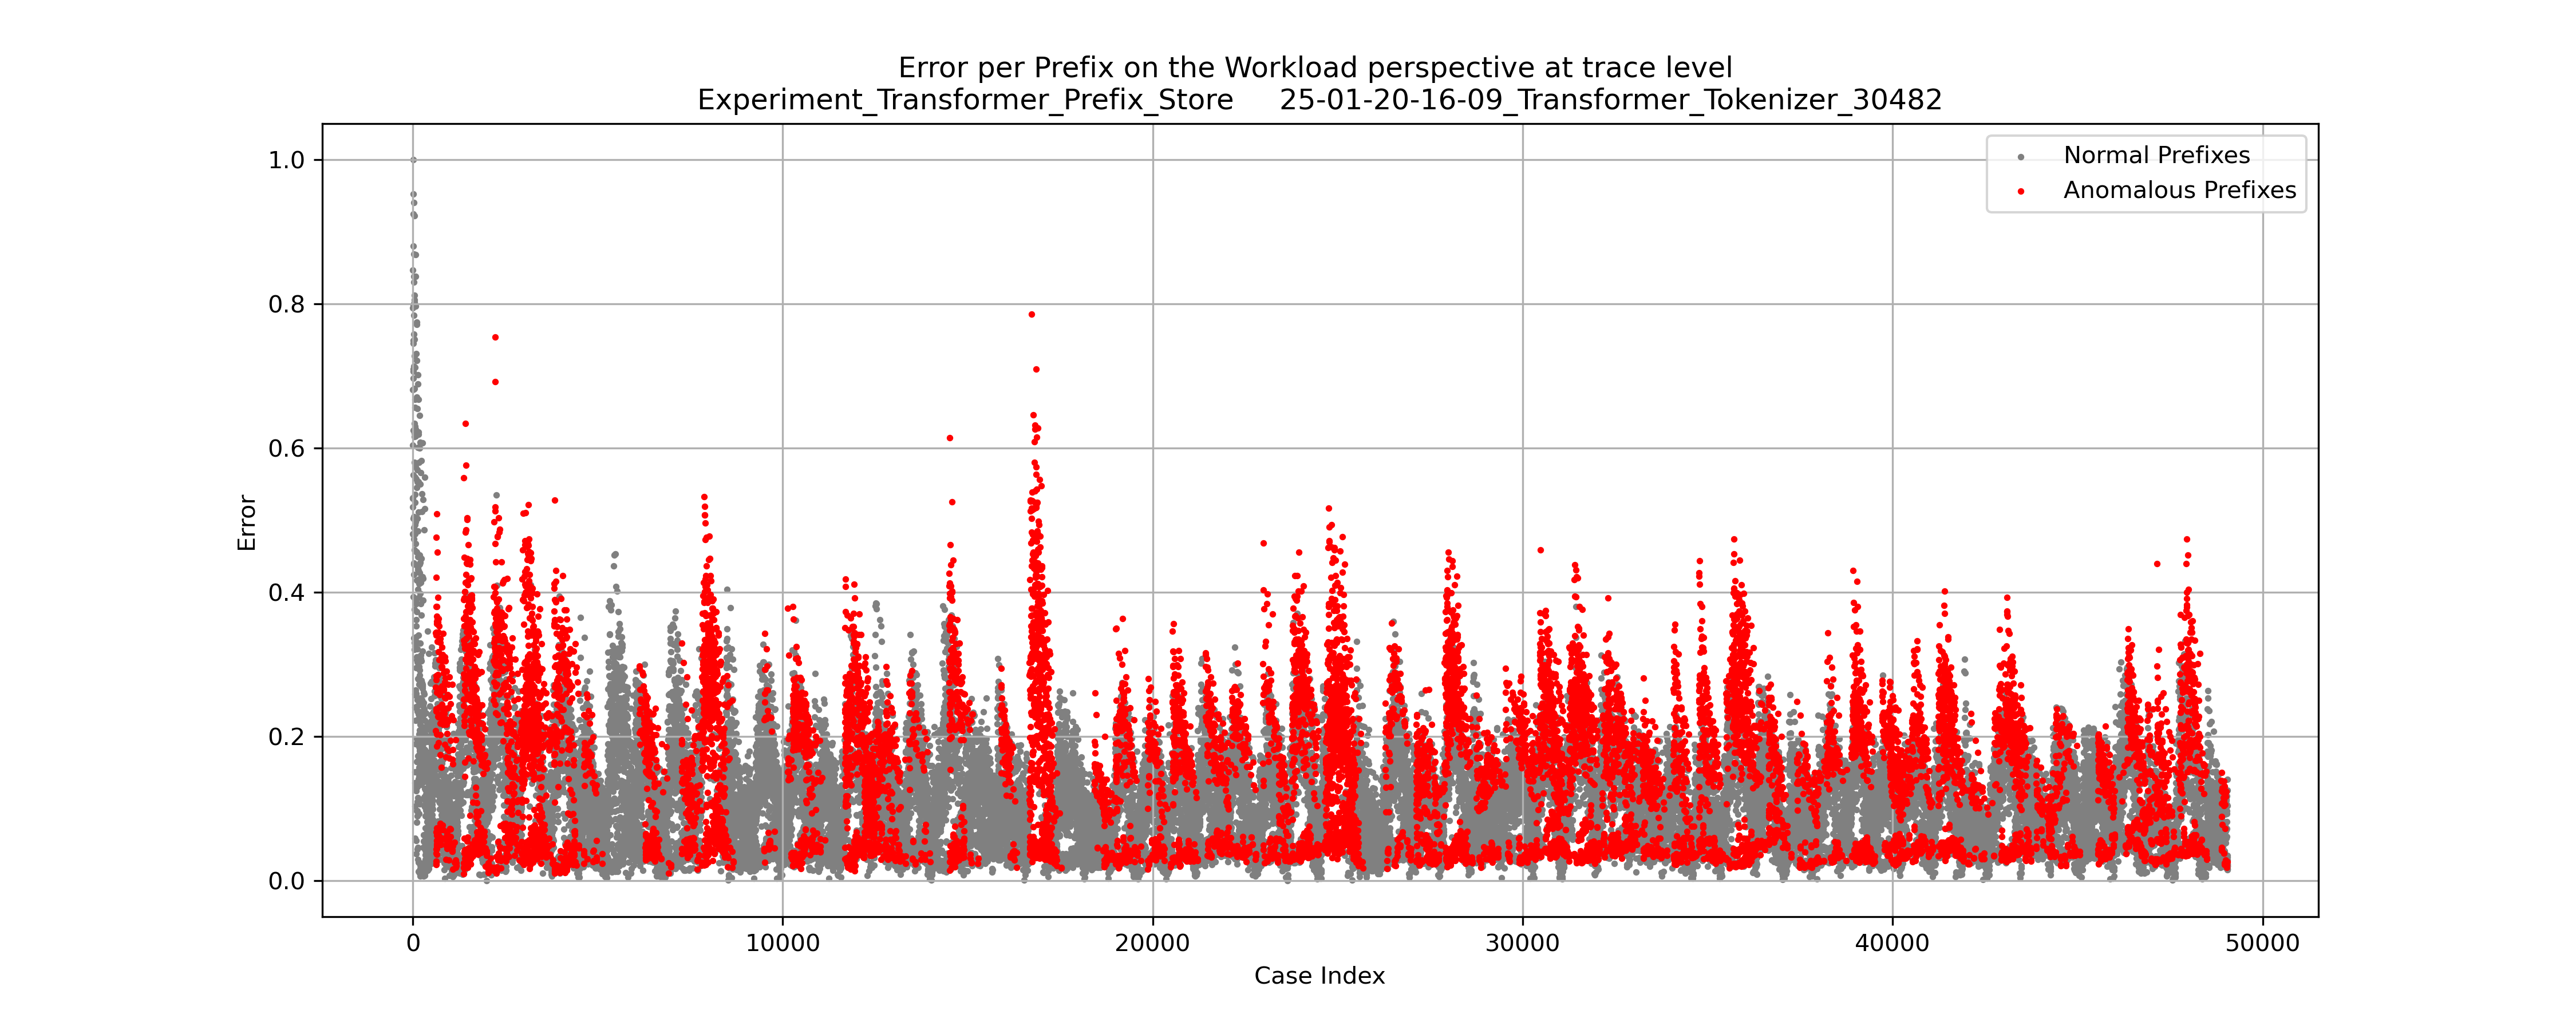 Error per Prefix on the Workload perspective at trace level
Experiment_Transformer_Prefix_Store 25-01-20-16-09_Transformer_Tokenizer_30482
Normal Prefixes
Anomalous Prefixes
1.0
0.8
0.6
0.4
0.2
0.0
Error
0 10000 20000 30000 40000 50000
Case Index